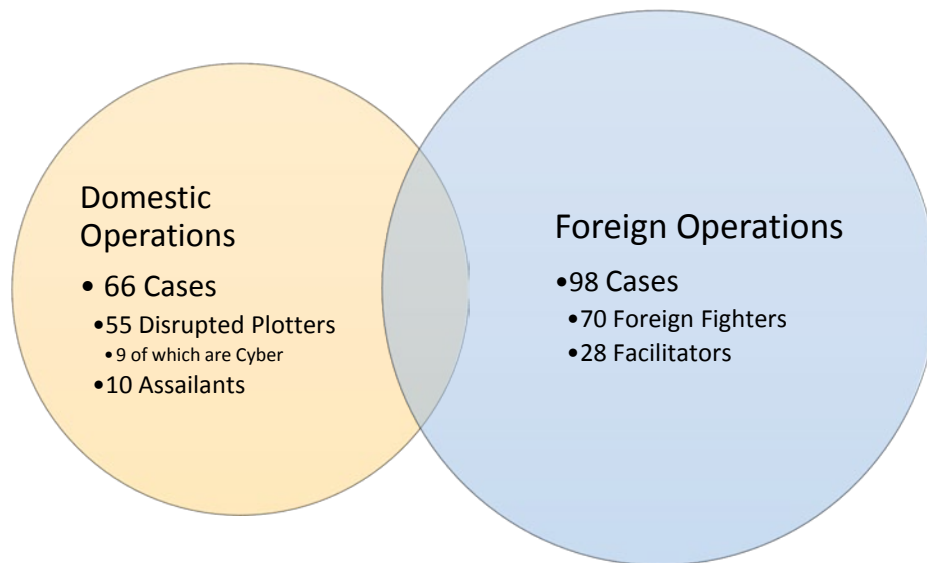 Domestic
Operations
• 66 Cases
•55 Disrupted Plotters
•9 of which are Cyber
•10 Assailants
Foreign Operations
•98 Cases
•70 Foreign Fighters
•28 Facilitators